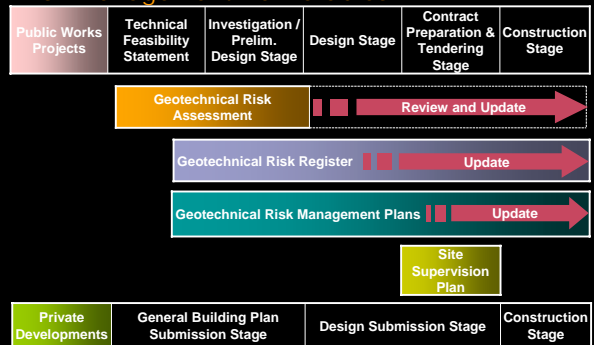 Public Works
Projects
Technical
Feasibility
Statement
Investigation /
Prelim.
Design Stage
Design Stage
Contract
Preparation &
Tendering
Stage
Construction
Stage
Geotechnical Risk
Assessment
Review and Update
Geotechnical Risk Register
Update
Geotechnical Risk Management Plans
Update
Site
Supervision
Plan
Private
Developments
General Building Plan
Submission Stage
Design Submission Stage
Construction
Stage